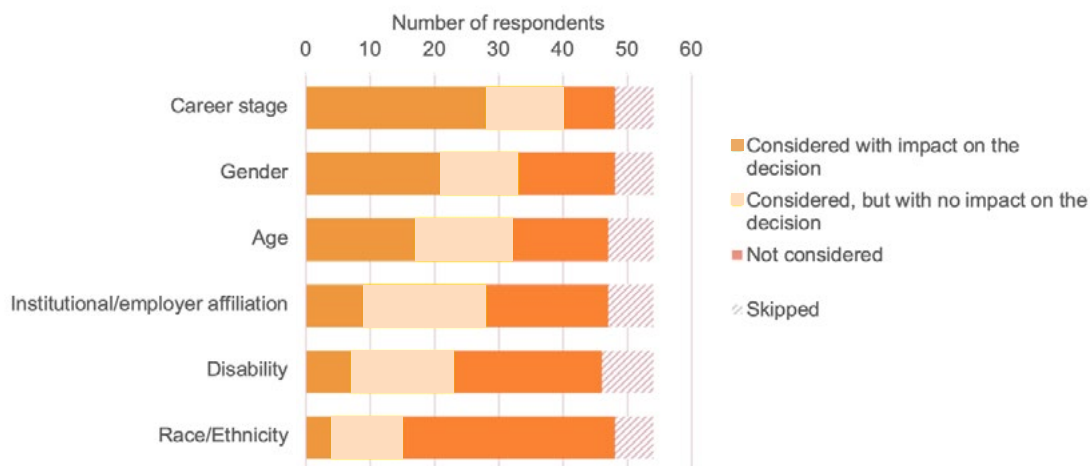 Number of respondents
0 10 20 30 40 50 60
Career stage
Gender
Age
Institutional/employer affiliation
Disability
Race/Ethnicity
Considered with impact on the
decision
Considered, but with no impact on the
decision
Not considered
Skipped